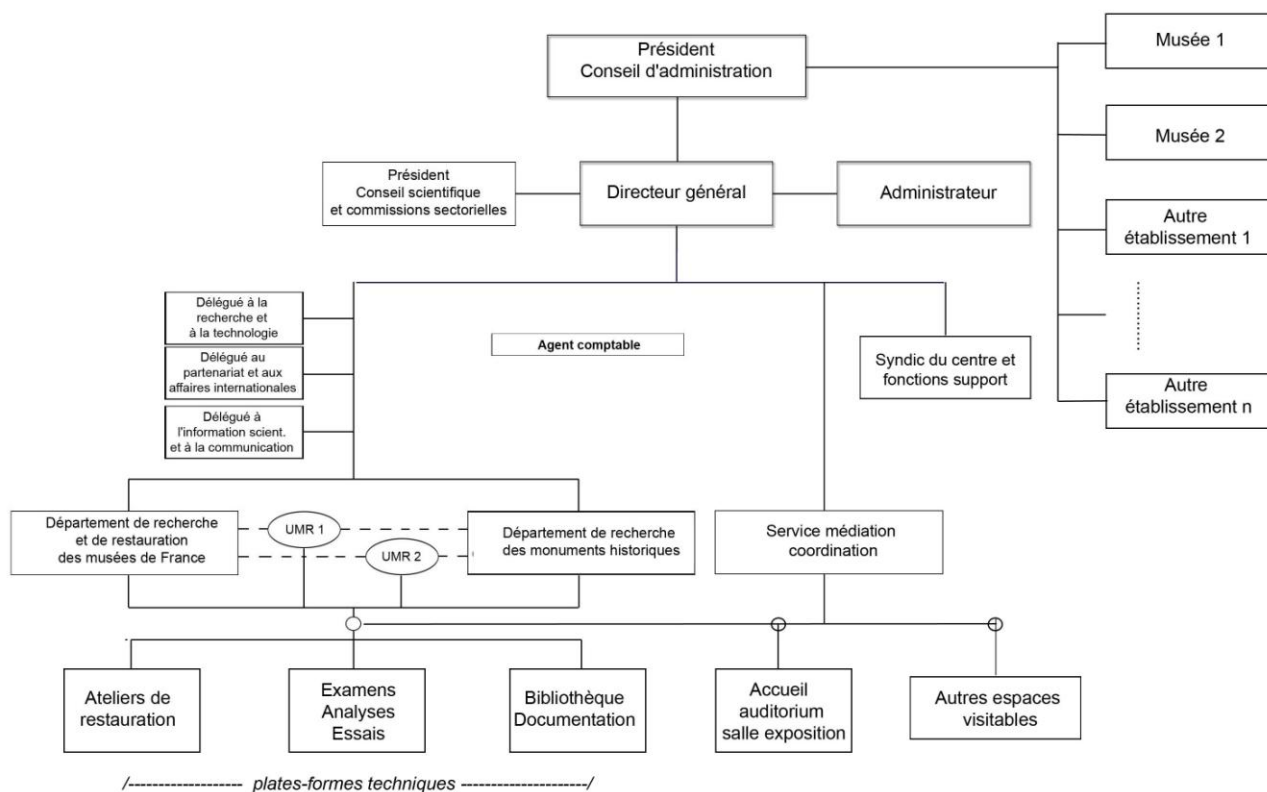 Président
Conseil d'administration
Musée 1
Musée 2
Président
Conseil scientifique
et commissions sectorielles
Directeur général
Administrateur
Autre
établissement 1
Délégué à la
recherche et
à la technologie
Agent comptable
Délégué au
partenariat et aux
affaires internationales
Syndic du centre et
fonctions support
Autre
établissement n
Délégué à
l'information scient.
et à la communication
Département de recherche
et de restauration
des musées de France
UMR 1
UMR 2
Département de recherche
des monuments historiques
Service médiation
coordination
Ateliers de
restauration
Examens
Analyses
Essais
Bibliothèque
Documentation
Accueil
auditorium
salle exposition
Autres espaces
visitables
/------------------ plates-formes techniques ---------------------/